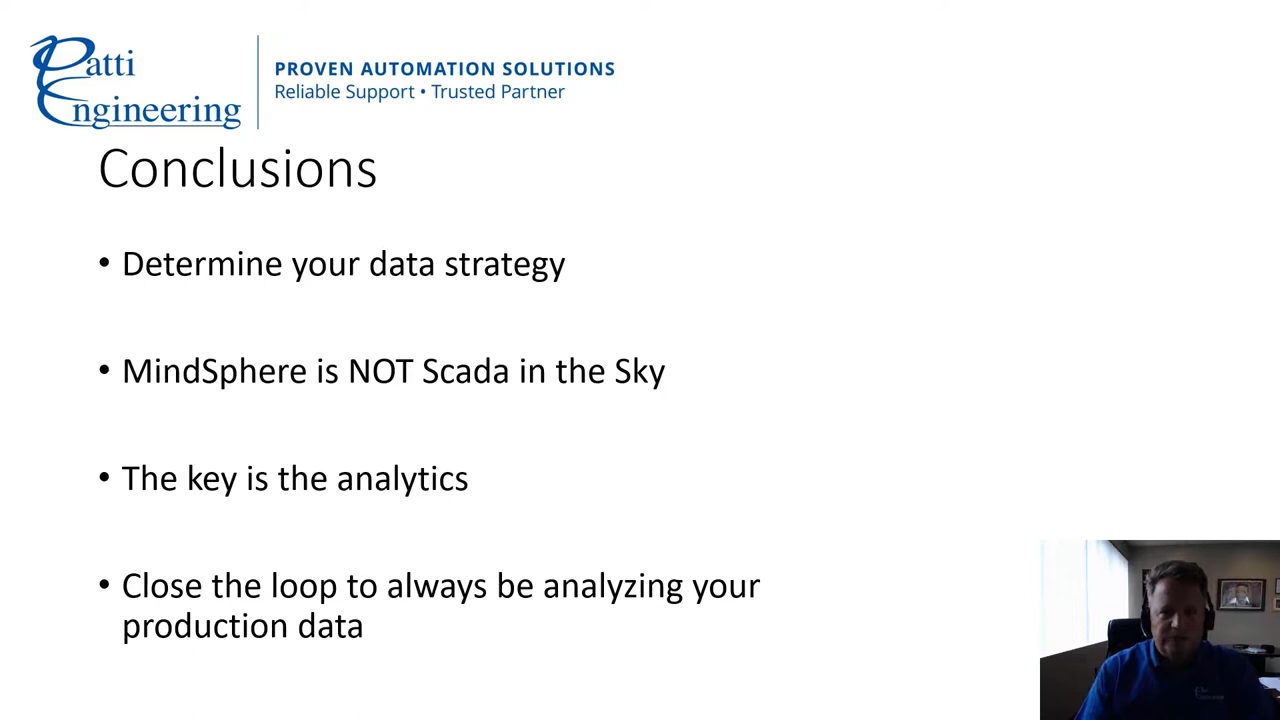 Patti
Engineering
PROVEN AUTOMATION SOLUTIONS
Reliable Support • Trusted Partner
Conclusions
• Determine your data strategy
• MindSphere is NOT Scada in the Sky
• The key is the analytics
• Close the loop to always be analyzing your
production data